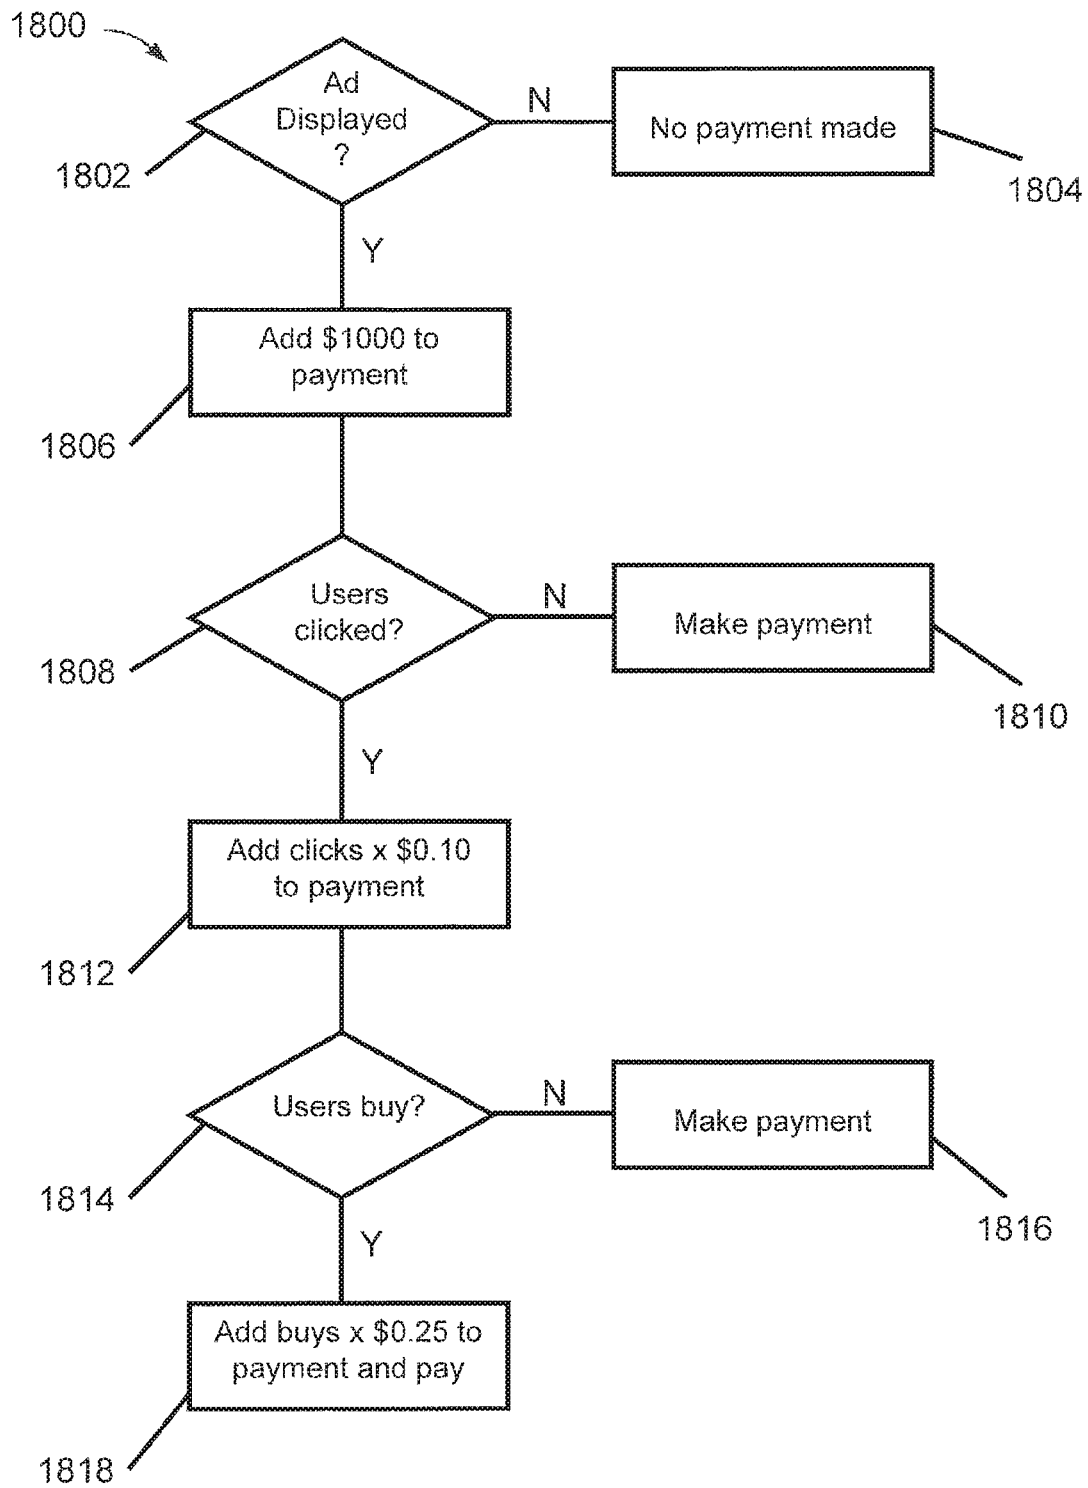 1800
Ad
Displayed
?
N
No payment made
1802
1804
Y
Add $1000 to
payment
1806
Users
clicked?
N
Make payment
1808
1810
Y
Add clicks x $0.10
to payment
1812
Users buy?
N
Make payment
1814
1816
Y
Add buys x $0.25 to
payment and pay
1818